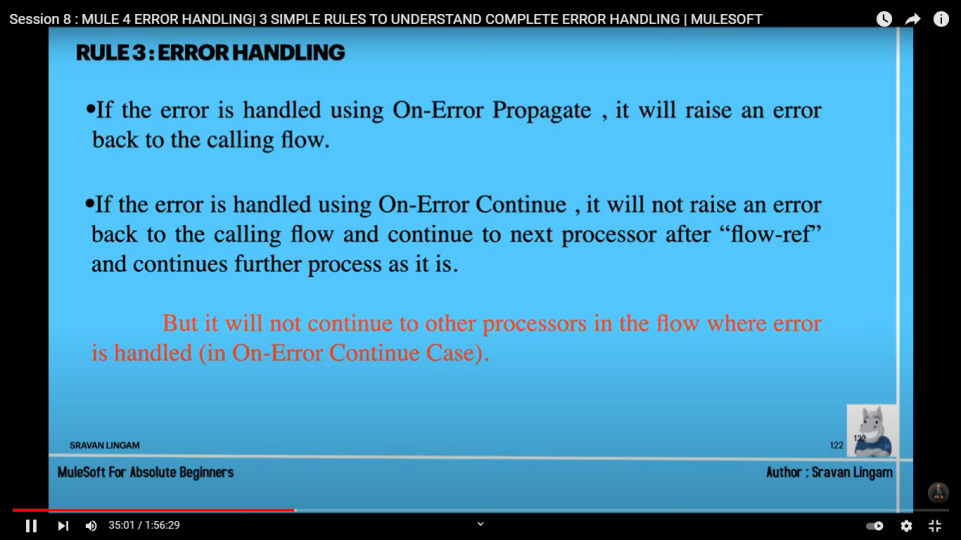 Session 8 : MULE 4 ERROR HANDLING| 3 SIMPLE RULES TO UNDERSTAND COMPLETE ERROR HANDLING | MULESOFT
RULE 3 : ERROR HANDLING
•If the error is handled using On-Error Propagate , it will raise an error
back to the calling flow.
•If the error is handled using On-Error Continue , it will not raise an error
back to the calling flow and continue to next processor after “flow-ref”
and continues further process as it is.
But it will not continue to other processors in the flow where error
is handled (in On-Error Continue Case).
SRAVAN LINGAM
122
122
MuleSoft For Absolute Beginners
Author : Sravan Lingam
35:01 / 1:56:29